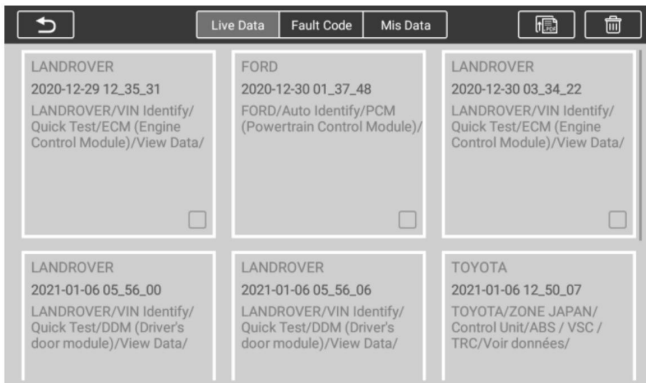 Live Data Fault Code Mis Data
LANDROVER
2020-12-29 12_35_31
LANDROVER/VIN Identify/
Quick Test/ECM (Engine
Control Module)/View Data/
FORD
2020-12-30 01_37_48
FORD/Auto Identify/PCM
(Powertrain Control Module)/
LANDROVER
2020-12-30 03_34_22
LANDROVER/VIN Identify/
Quick Test/ECM (Engine
Control Module)/View Data/
LANDROVER
2021-01-06 05_56_00
LANDROVER/VIN Identify/
Quick Test/DDM (Driver's
door module)/View Data/
LANDROVER
2021-01-06 05_56_06
LANDROVER/VIN Identify/
Quick Test/DDM (Driver's
door module)/View Data/
TOYOTA
2021-01-06 12_50_07
TOYOTA/ZONE JAPAN/
Control Unit/ABS / VSC /
TRC/Voir données/